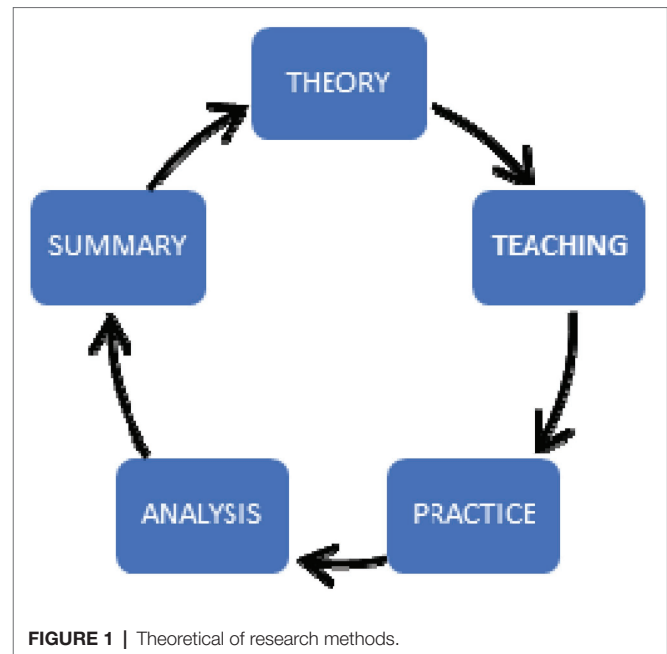 THEORY
TEACHING
PRACTICE
ANALYSIS
SUMMARY
FIGURE 1 | Theoretical of research methods.